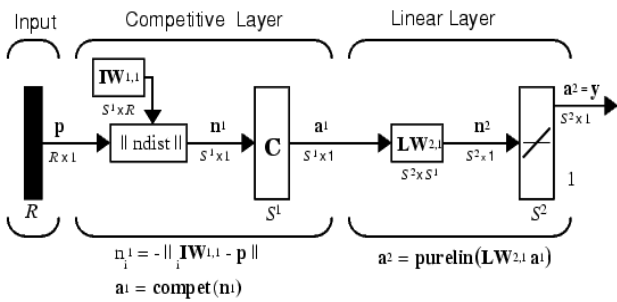 Input Competitive Layer Linear Layer
IW1,1
a2 = y
S1xR
S2x1
p
n1
a1
n2
|| ndist ||
C
LW2,1
Rx1
S1x1
S1x1
S2x1
S2xS1
1
R
S1
S2
ni1 = - || iIW1,1 - p ||
a2 = purelin(LW2,1 a1)
a1 = compet(n1)